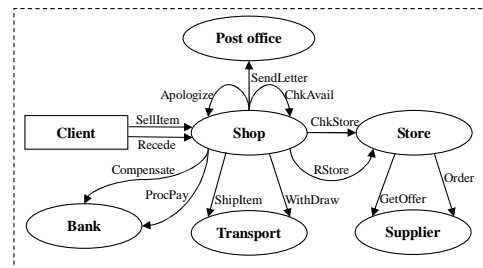 Post office
SendLetter
Apologize
ChkAvail
SellItem
Client
Shop
ChkStore
Store
Recede
Compensate
RStore
Order
ProcPay
ShipItem
WithDraw
GetOffer
Bank
Transport
Supplier